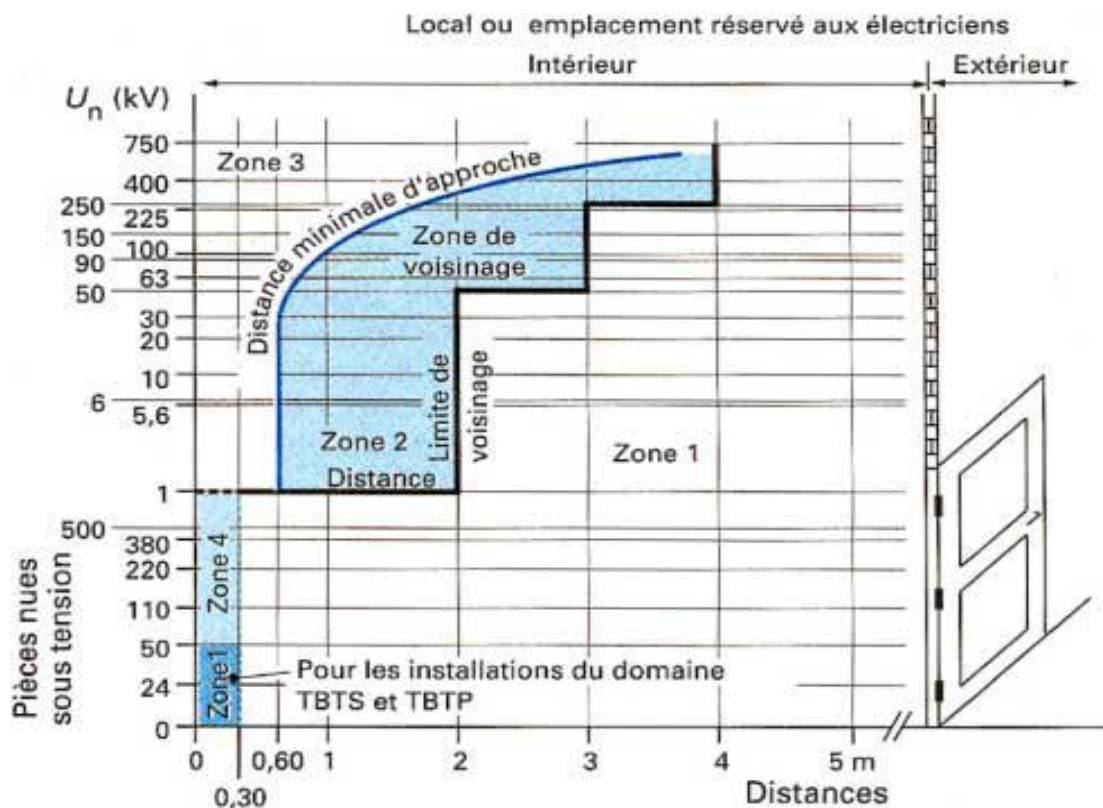 Local ou emplacement réservé aux électriciens
Intérieur
Extérieur
Un (kV)
750
400
250
225
150
100
90
63
50
30
20
10
6
5,6
1
500
380
220
110
50
24
0
Pièces nues
sous tension
Zone 3
Distance minimale d'approche
Zone de
voisinage
Zone 2
Distance
Limite de
voisinage
Zone 1
Zone 4
Zone1
Pour les installations du domaine
TBTS et TBTP
0
0,30
0,60
1
2
3
4
5 m
Distances